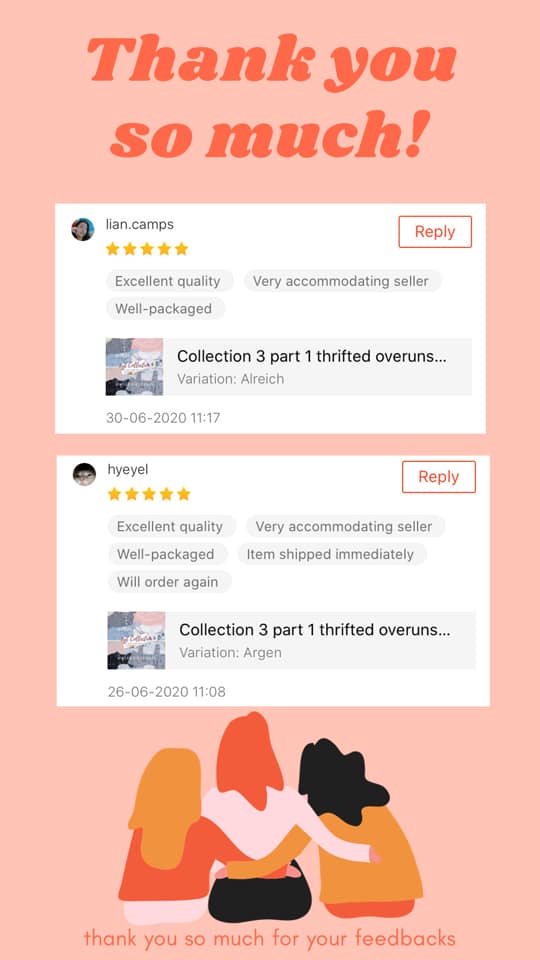 Thank you
so much!
lian.camps
Reply
Excellent quality
Very accommodating seller
Well-packaged
Collection 3 part 1 thrifted overuns...
Variation: Alreich
30-06-2020 11:17
hyeyel
Reply
Excellent quality
Very accommodating seller
Well-packaged
Item shipped immediately
Will order again
Collection 3 part 1 thrifted overuns...
Variation: Argen
26-06-2020 11:08
thank you so much for your feedbacks